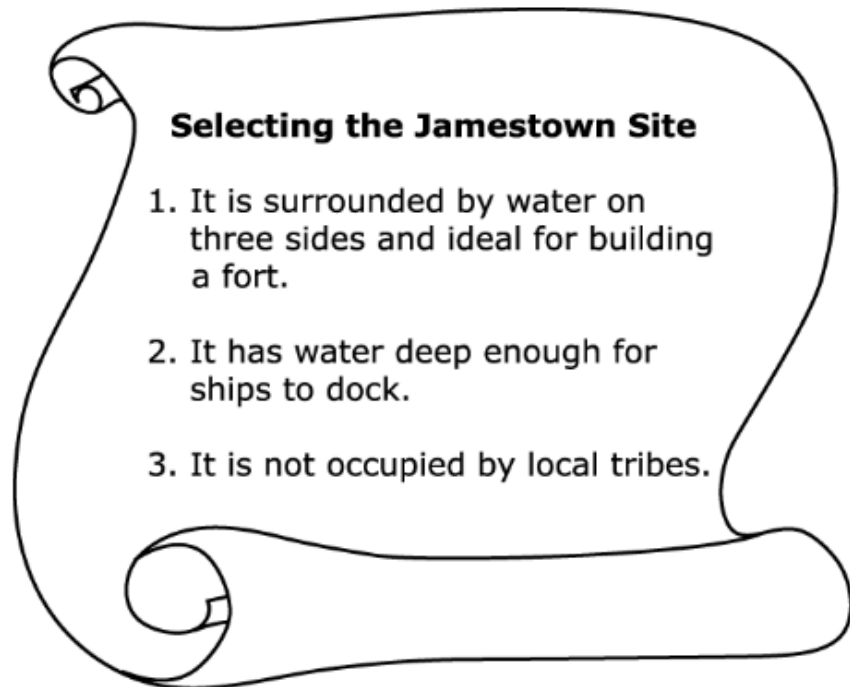 Selecting the Jamestown Site
1. It is surrounded by water on
three sides and ideal for building
a fort.
2. It has water deep enough for
ships to dock.
3. It is not occupied by local tribes.